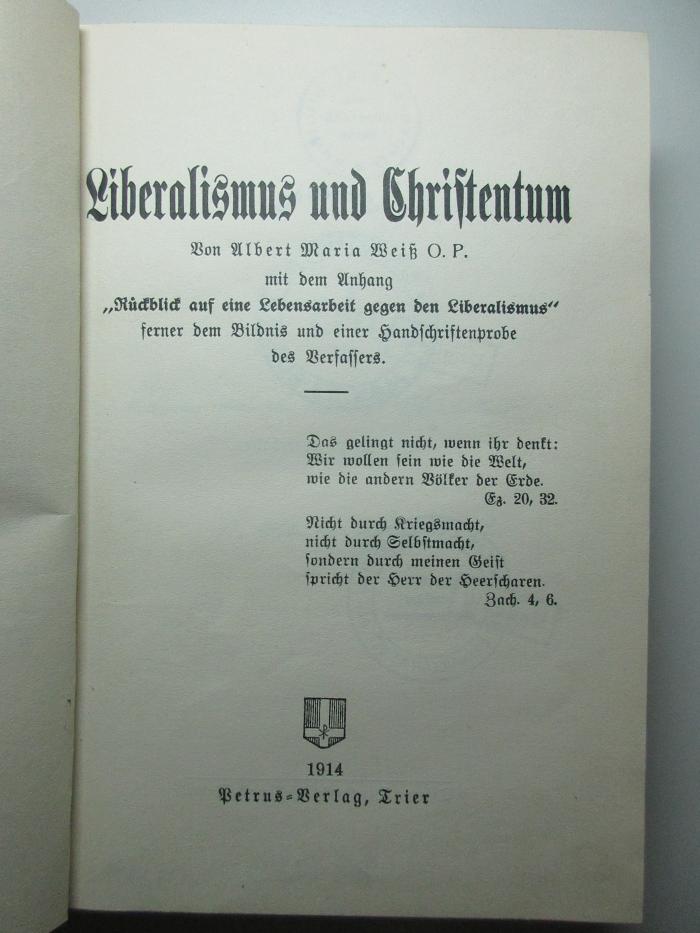 Liberalismus und Christentum
Von Albert Maria Weiß O. P.
mit dem Anhang
„Rückblick auf eine Lebensarbeit gegen den Liberalismus“
ferner dem Bildnis und einer Handschriftenprobe
des Verfassers.
Das gelingt nicht, wenn ihr denkt:
Wir wollen sein wie die Welt,
wie die andern Völker der Erde.
Ez. 20, 32.
Nicht durch Kriegsmacht,
nicht durch Selbstmacht,
sondern durch meinen Geist
spricht der Herr der Heerscharen.
Zach. 4, 6.
1914
Petrus-Verlag, Trier